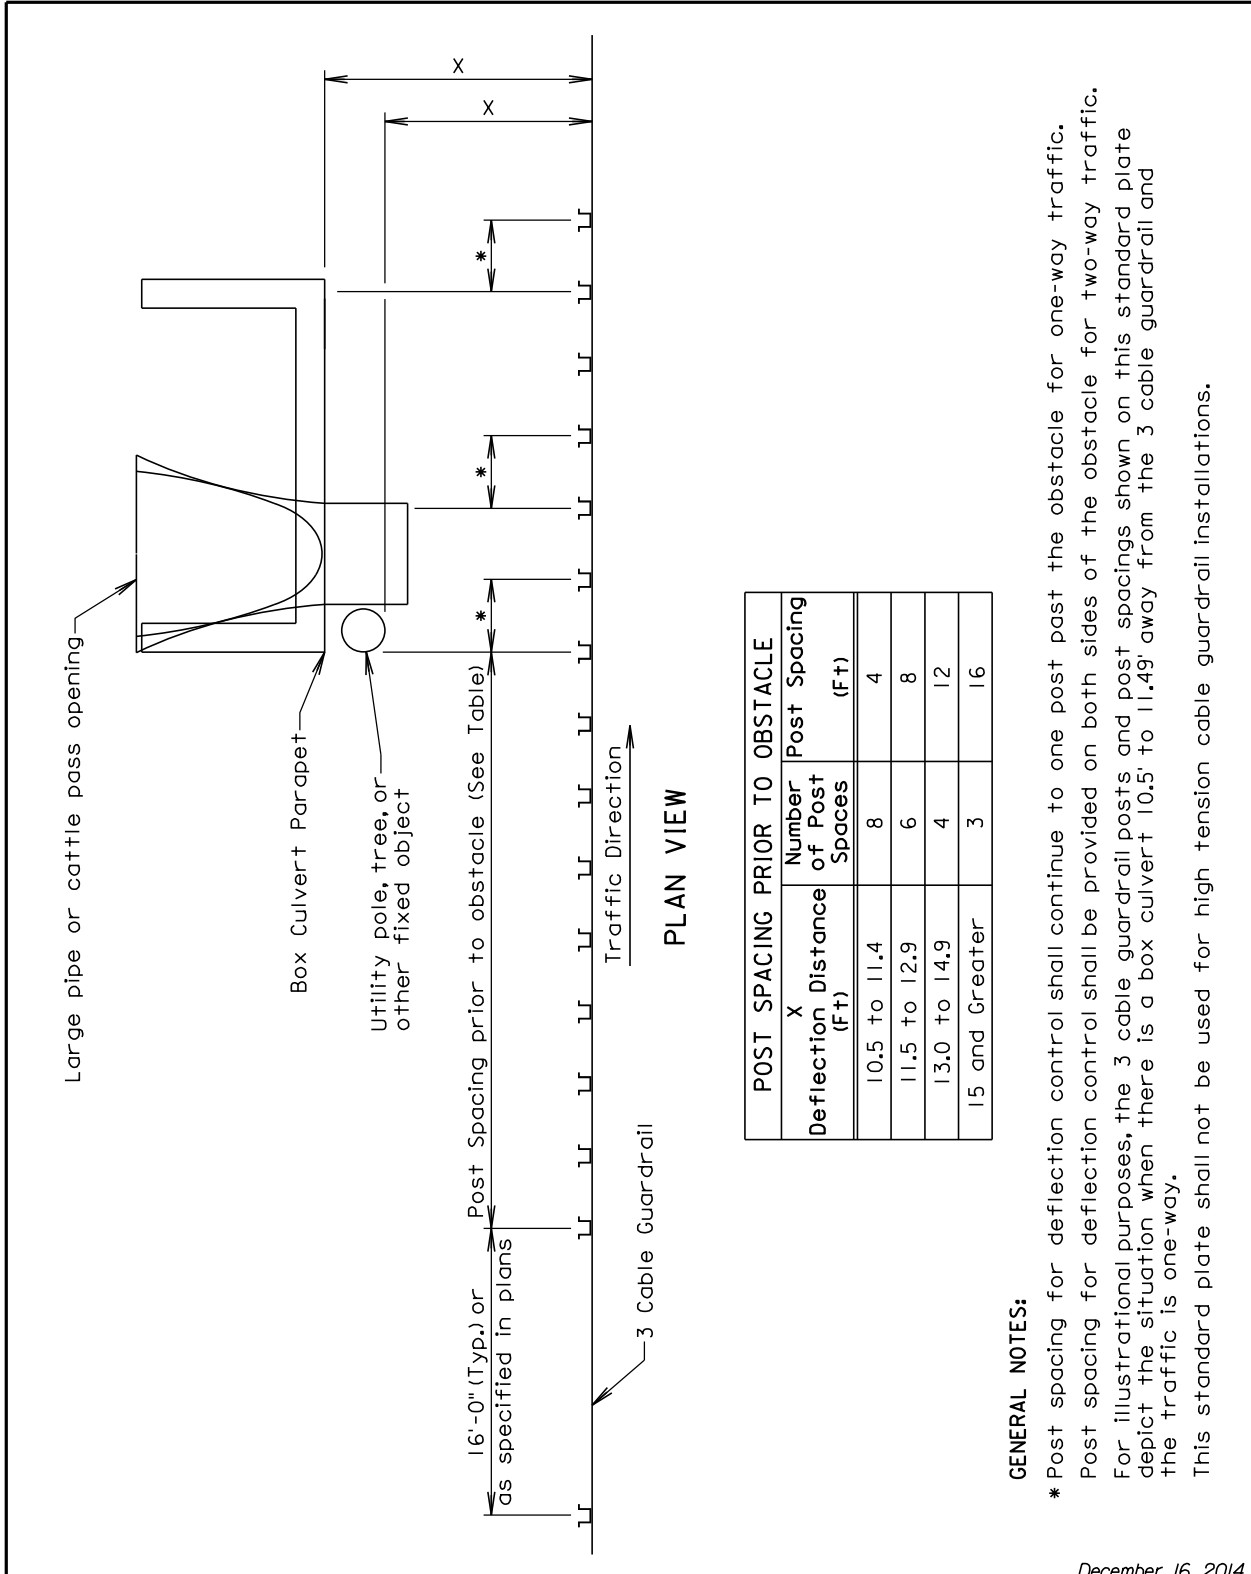 Large pipe or cattle pass opening
Box Culvert Parapet
Utility pole, tree, or
other fixed object
X
X
*
*
*
16'-0" (Typ.) or
as specified in plans
Post Spacing prior to obstacle (See Table)
3 Cable Guardrail
Traffic Direction
PLAN VIEW
POST SPACING PRIOR TO OBSTACLE
X
Deflection Distance
(Ft)
Number
of Post
Spaces
Post Spacing
(Ft)
10.5 to 11.4 8 4
11.5 to 12.9 6 8
13.0 to 14.9 4 12
15 and Greater 3 16
GENERAL NOTES:
* Post spacing for deflection control shall continue to one post past the obstacle for one-way traffic.
Post spacing for deflection control shall be provided on both sides of the obstacle for two-way traffic.
For illustrational purposes, the 3 cable guardrail posts and post spacings shown on this standard plate
depict the situation when there is a box culvert 10.5' to 11.49' away from the 3 cable guardrail and
the traffic is one-way.
This standard plate shall not be used for high tension cable guardrail installations.
December 16, 2014